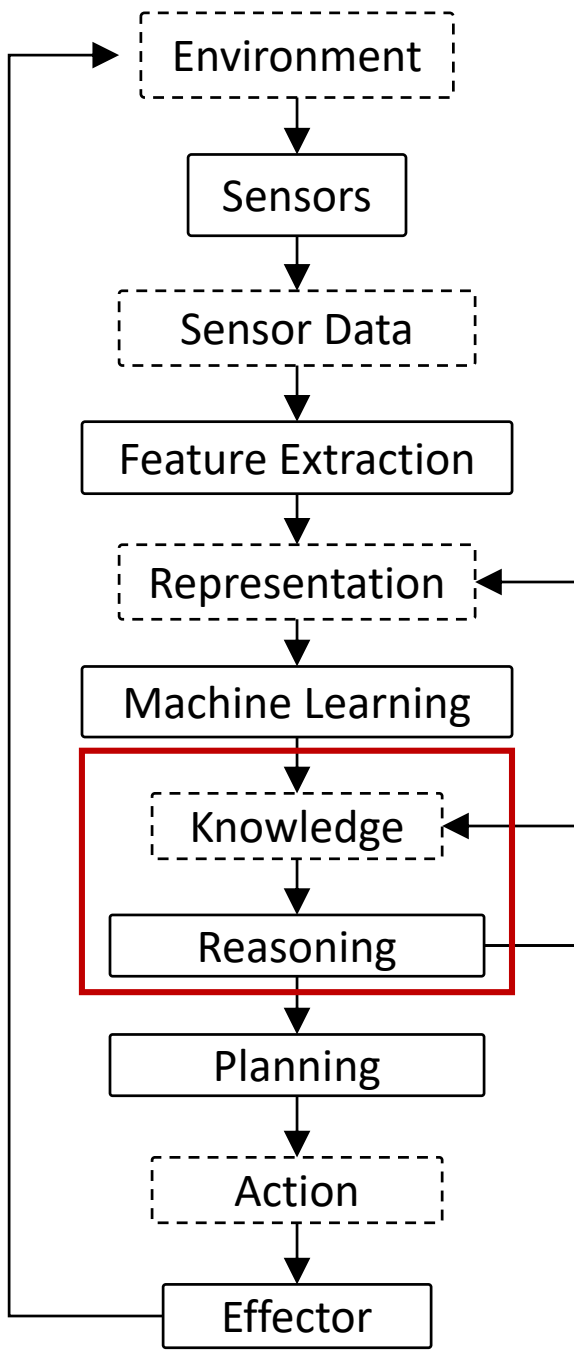 Environment
Sensors
Sensor Data
Feature Extraction
Representation
Machine Learning
Knowledge
Reasoning
Planning
Action
Effector